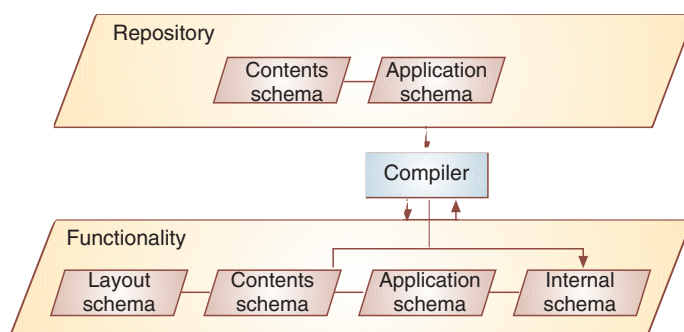 Repository
Contents
schema
Application
schema
Compiler
Functionality
Layout
schema
Contents
schema
Application
schema
Internal
schema